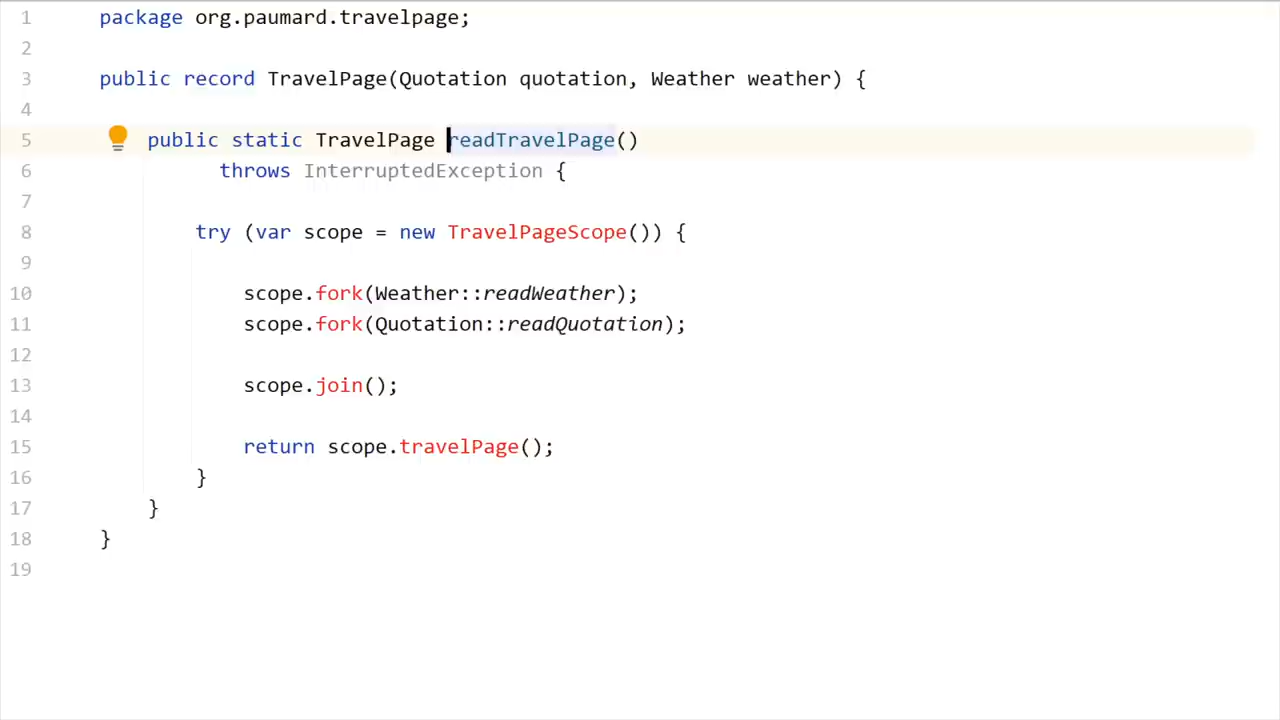 1 package org.paumard.travelpage;
2
3 public record TravelPage(Quotation quotation, Weather weather) {
4
5 public static TravelPage readTravelPage()
6 throws InterruptedException {
7
8 try (var scope = new TravelPageScope()) {
9
10 scope.fork(Weather::readWeather);
11 scope.fork(Quotation::readQuotation);
12
13 scope.join();
14
15 return scope.travelPage();
16 }
17 }
18 }
19